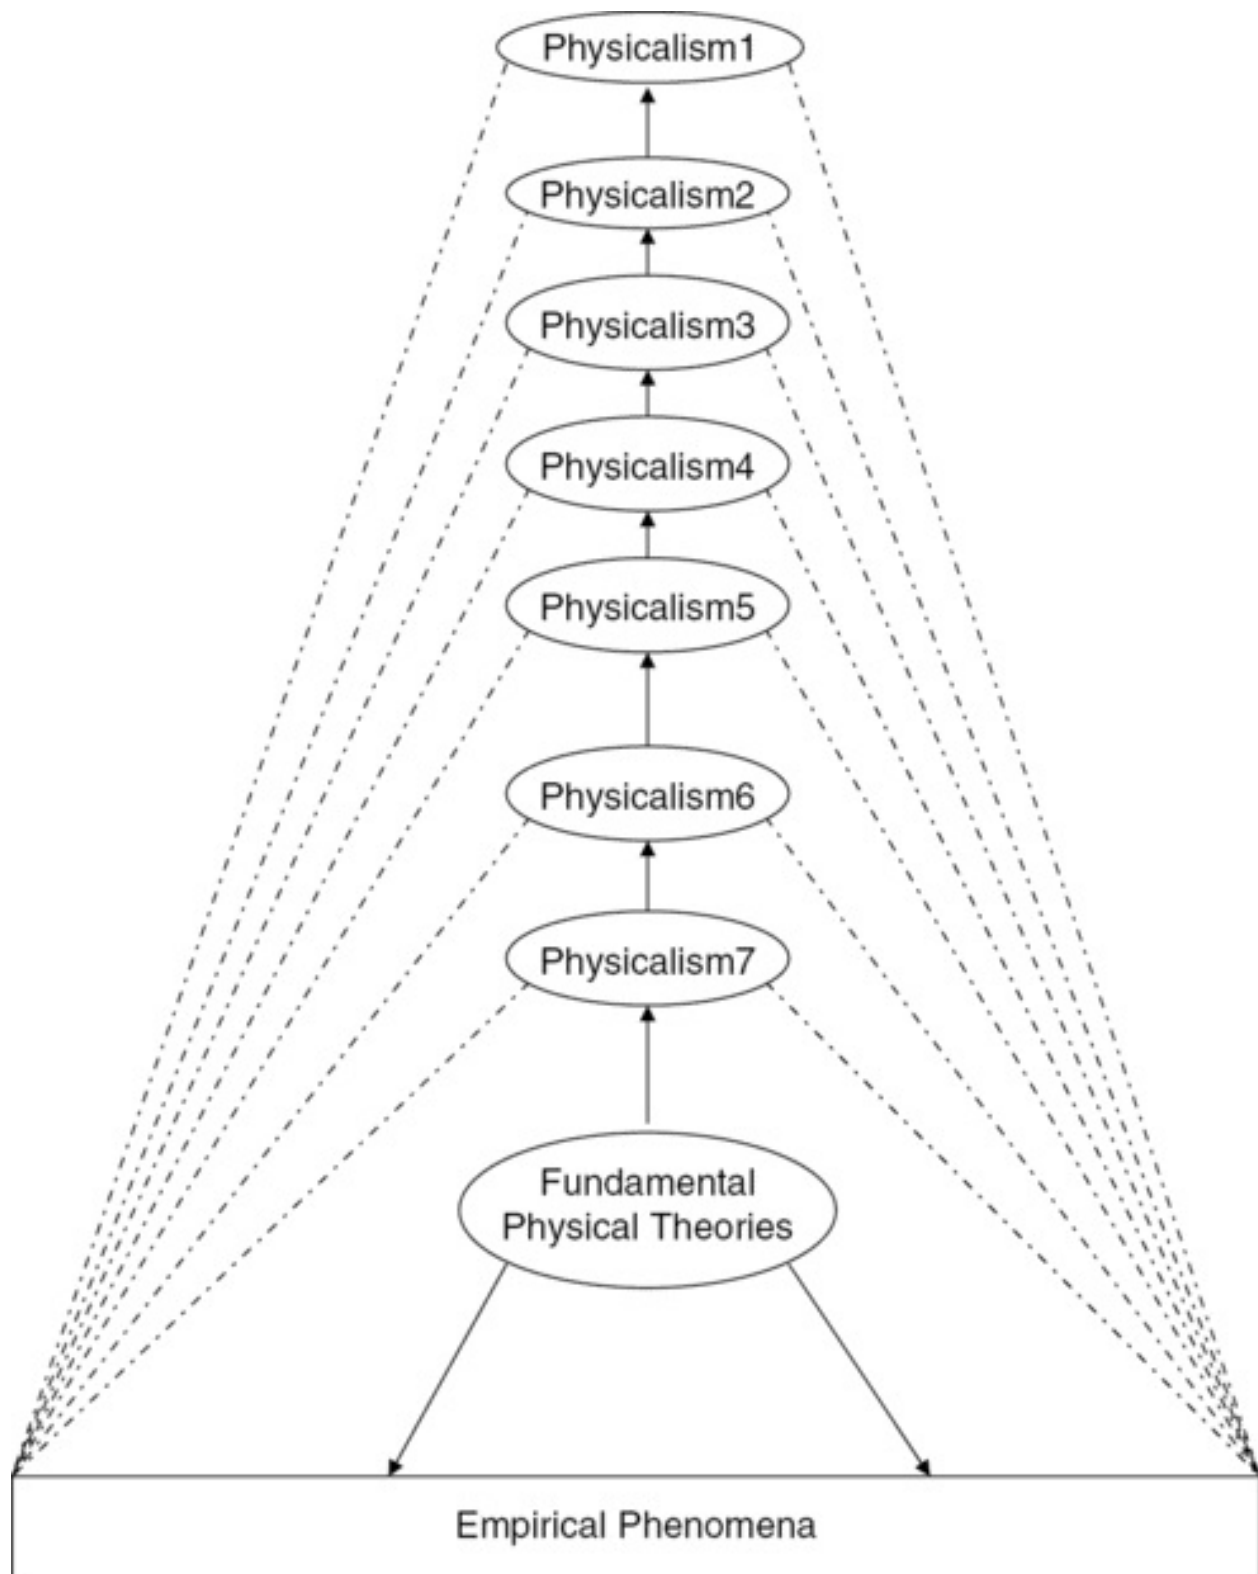 Physicalism1
Physicalism2
Physicalism3
Physicalism4
Physicalism5
Physicalism6
Physicalism7
Fundamental
Physical Theories
Empirical Phenomena